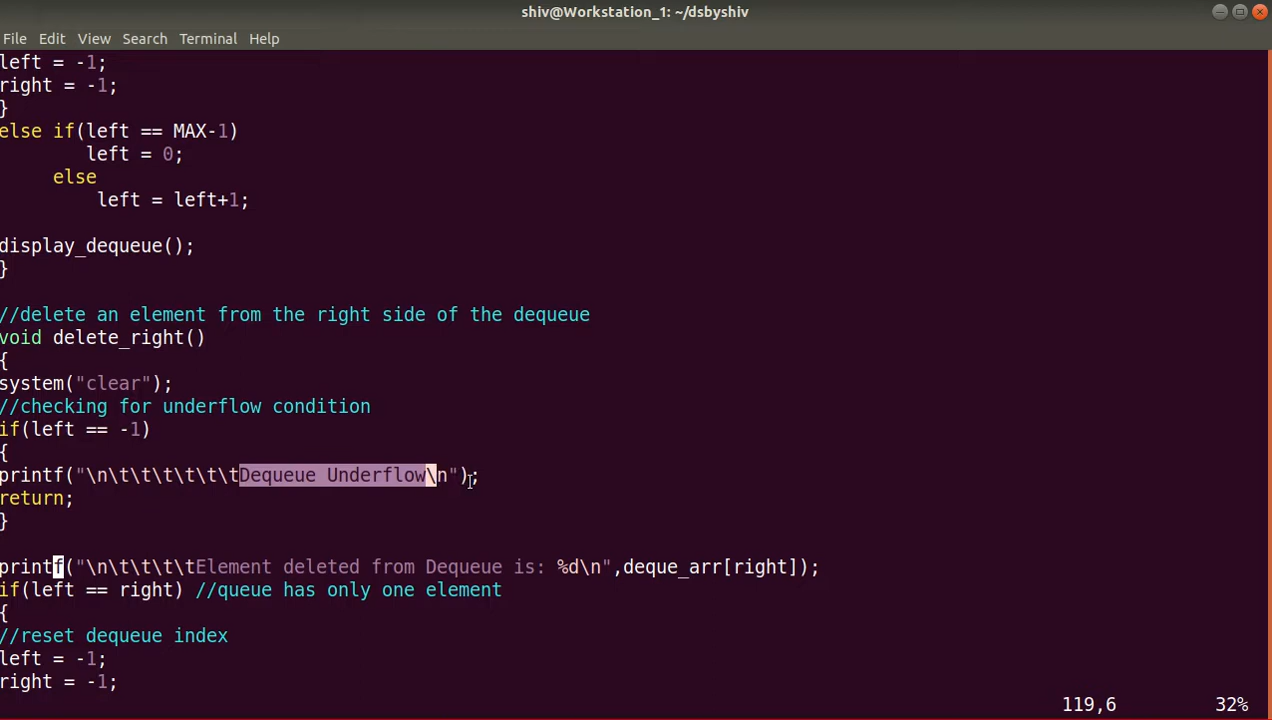 shiv@Workstation_1: ~/dsbyshiv
File Edit View Search Terminal Help
left = -1;
right = -1;
}
else if(left == MAX-1)
left = 0;
else
left = left+1;
display_dequeue();
}
//delete an element from the right side of the dequeue
void delete_right()
{
system("clear");
//checking for underflow condition
if(left == -1)
{
printf("\n\t\t\t\t\t\tDequeue Underflow\n");
return;
}
printf("\n\t\t\t\tElement deleted from Dequeue is: %d\n",deque_arr[right]);
if(left == right) //queue has only one element
{
//reset dequeue index
left = -1;
right = -1;
119,6 32%